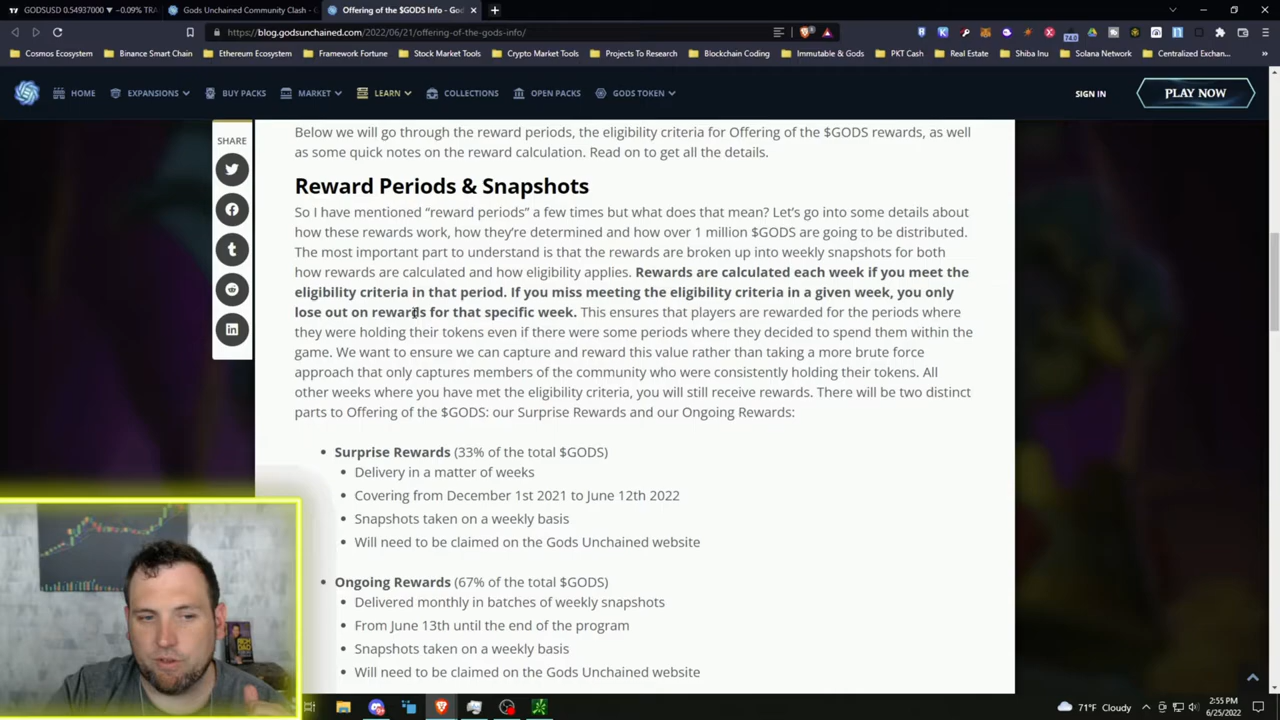 GODSUSD 0.54937000 ▼ −0.09% TRA
Gods Unchained Community Clash -
Offering of the $GODS Info - God
https://blog.godsunchained.com/2022/06/21/offering-of-the-gods-info/
74.0
Cosmos Ecosystem
Binance Smart Chain
Ethereum Ecosystem
Framework Fortune
Stock Market Tools
Crypto Market Tools
Projects To Research
Blockchain Coding
Immutable & Gods
PKT Cash
Real Estate
Shiba Inu
Solana Network
Centralized Exchan...
HOME
EXPANSIONS
BUY PACKS
MARKET
LEARN
COLLECTIONS
OPEN PACKS
GODS TOKEN
SIGN IN
PLAY NOW
SHARE
Below we will go through the reward periods, the eligibility criteria for Offering of the $GODS rewards, as well
as some quick notes on the reward calculation. Read on to get all the details.
Reward Periods & Snapshots
So I have mentioned “reward periods” a few times but what does that mean? Let’s go into some details about
how these rewards work, how they’re determined and how over 1 million $GODS are going to be distributed.
The most important part to understand is that the rewards are broken up into weekly snapshots for both
how rewards are calculated and how eligibility applies. Rewards are calculated each week if you meet the
eligibility criteria in that period. If you miss meeting the eligibility criteria in a given week, you only
lose out on rewards for that specific week. This ensures that players are rewarded for the periods where
they were holding their tokens even if there were some periods where they decided to spend them within the
game. We want to ensure we can capture and reward this value rather than taking a more brute force
approach that only captures members of the community who were consistently holding their tokens. All
other weeks where you have met the eligibility criteria, you will still receive rewards. There will be two distinct
parts to Offering of the $GODS: our Surprise Rewards and our Ongoing Rewards:
• Surprise Rewards (33% of the total $GODS)
• Delivery in a matter of weeks
• Covering from December 1st 2021 to June 12th 2022
• Snapshots taken on a weekly basis
• Will need to be claimed on the Gods Unchained website
• Ongoing Rewards (67% of the total $GODS)
• Delivered monthly in batches of weekly snapshots
• From June 13th until the end of the program
• Snapshots taken on a weekly basis
• Will need to be claimed on the Gods Unchained website
71°F Cloudy
2:55 PM
6/25/2022